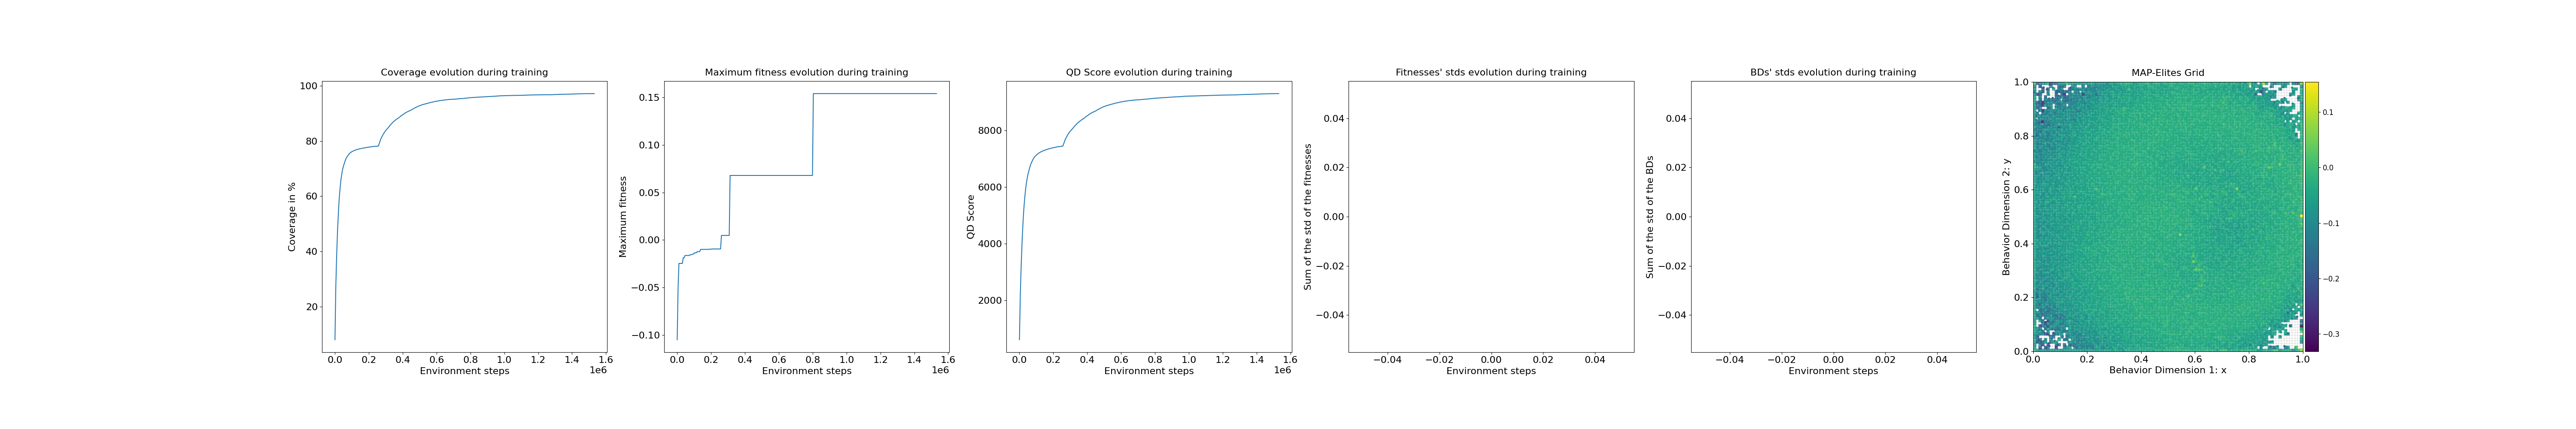 Coverage evolution during training
Coverage in %
100
80
60
40
20
0.0 0.2 0.4 0.6 0.8 1.0 1.2 1.4 1.6
1e6
Environment steps
Maximum fitness evolution during training
Maximum fitness
0.15
0.10
0.05
0.00
−0.05
−0.10
0.0 0.2 0.4 0.6 0.8 1.0 1.2 1.4 1.6
1e6
Environment steps
QD Score evolution during training
QD Score
8000
6000
4000
2000
0.0 0.2 0.4 0.6 0.8 1.0 1.2 1.4 1.6
1e6
Environment steps
Fitnesses' stds evolution during training
Sum of the std of the fitnesses
0.04
0.02
0.00
−0.02
−0.04
−0.04 −0.02 0.00 0.02 0.04
Environment steps
BDs' stds evolution during training
Sum of the std of the BDs
0.04
0.02
0.00
−0.02
−0.04
−0.04 −0.02 0.00 0.02 0.04
Environment steps
MAP-Elites Grid
Behavior Dimension 2: y
1.0
0.8
0.6
0.4
0.2
0.0
0.0 0.2 0.4 0.6 0.8 1.0
Behavior Dimension 1: x
0.1
0.0
−0.1
−0.2
−0.3